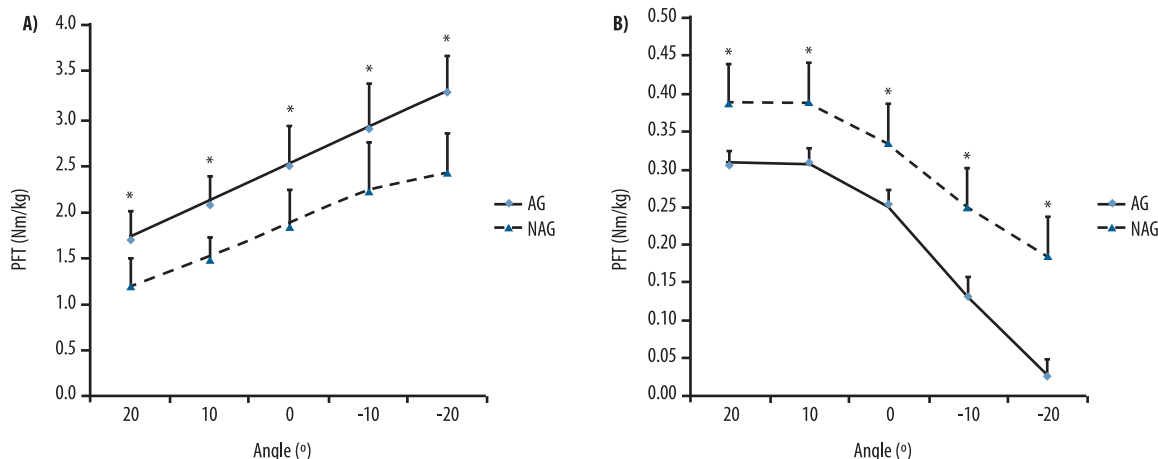 A)
4.0
3.5
3.0
2.5
2.0
1.5
1.0
0.5
0.0
PFT (Nm/kg)
* * * * *
20 10 0 -10 -20
Angle (º)
AG
NAG
B)
0.50
0.45
0.40
0.35
0.30
0.25
0.20
0.15
0.10
0.05
0.00
PFT (Nm/kg)
* * * * *
20 10 0 -10 -20
Angle (º)
AG
NAG